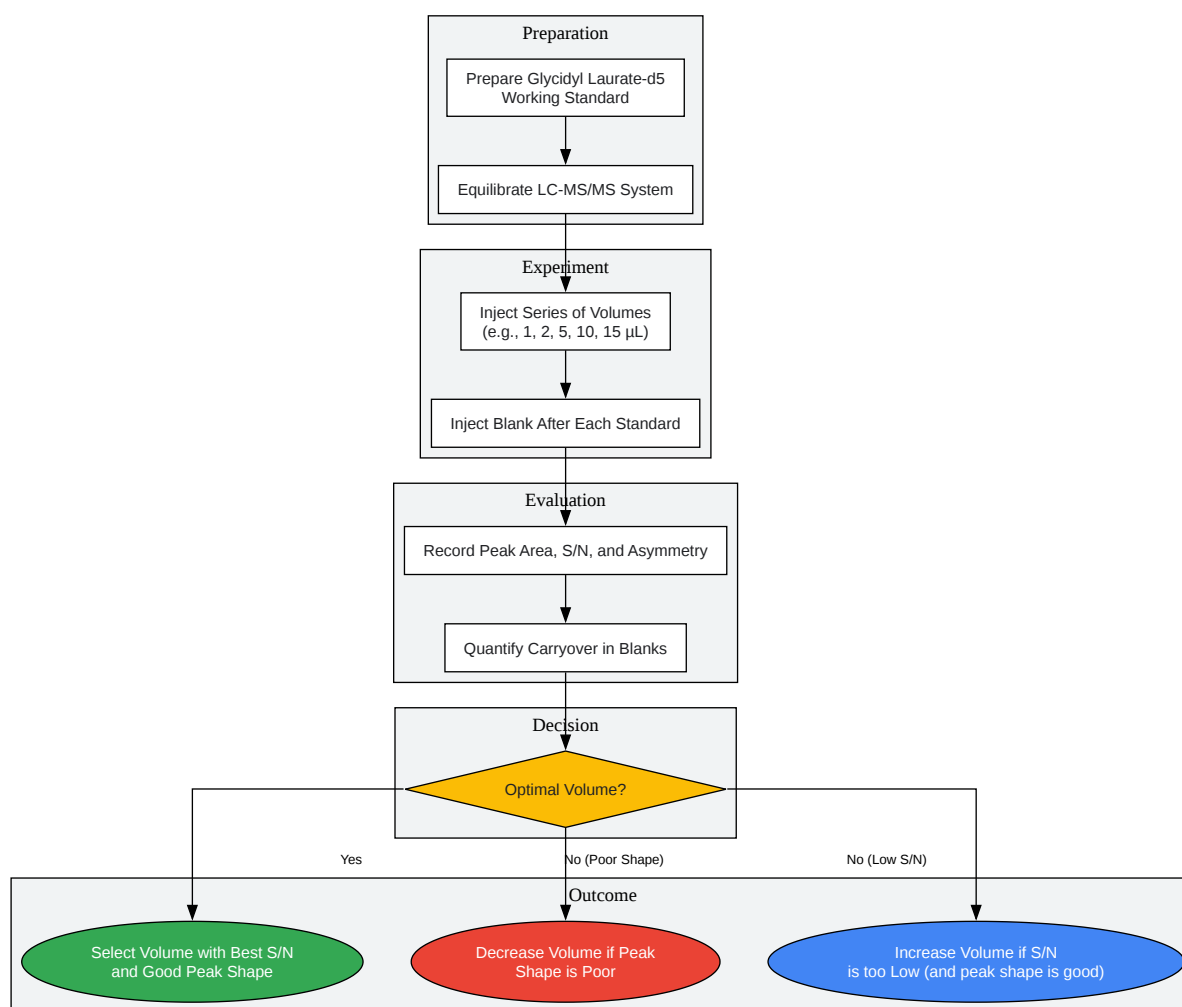 Preparation
Prepare Glycidyl Laurate-d5
Working Standard
Equilibrate LC-MS/MS System
Experiment
Inject Series of Volumes
(e.g., 1, 2, 5, 10, 15 µL)
Inject Blank After Each Standard
Evaluation
Record Peak Area, S/N, and Asymmetry
Quantify Carryover in Blanks
Decision
Optimal Volume?
Yes
No (Poor Shape)
No (Low S/N)
Outcome
Select Volume with Best S/N
and Good Peak Shape
Decrease Volume if Peak
Shape is Poor
Increase Volume if S/N
is too Low (and peak shape is good)